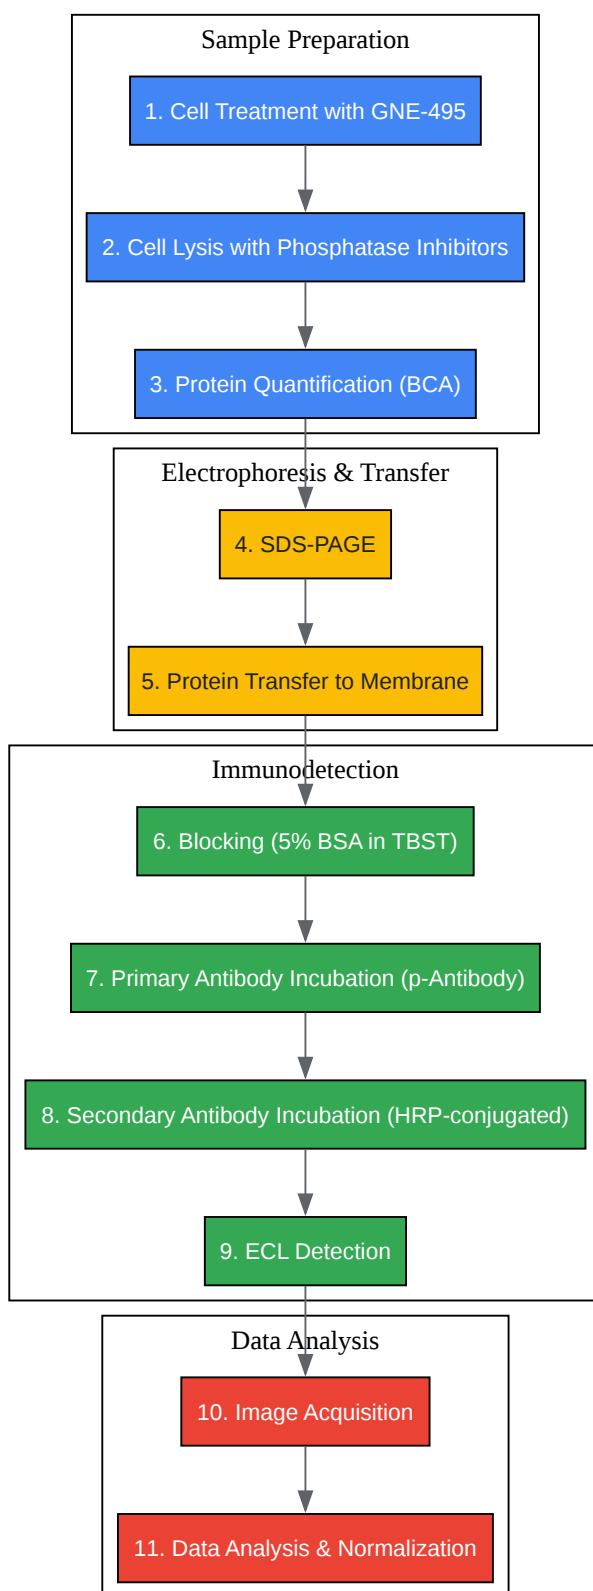 Sample Preparation
1. Cell Treatment with GNE-495
2. Cell Lysis with Phosphatase Inhibitors
3. Protein Quantification (BCA)
Electrophoresis & Transfer
4. SDS-PAGE
5. Protein Transfer to Membrane
Immunodetection
6. Blocking (5% BSA in TBST)
7. Primary Antibody Incubation (p-Antibody)
8. Secondary Antibody Incubation (HRP-conjugated)
9. ECL Detection
Data Analysis
10. Image Acquisition
11. Data Analysis & Normalization